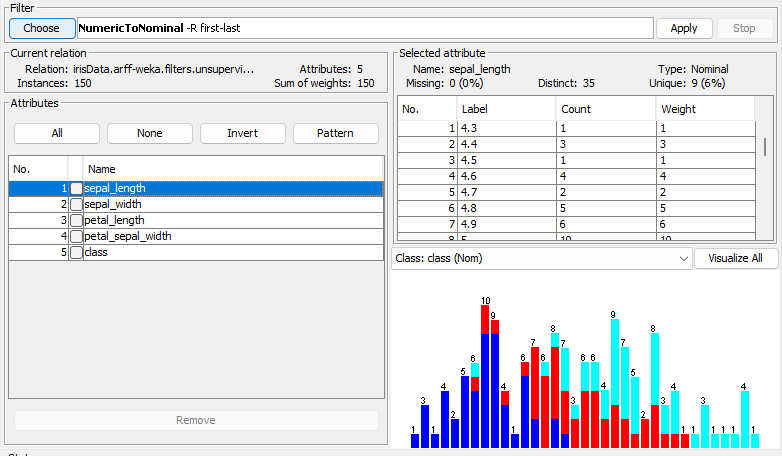 Filter
Choose NumericToNominal -R first-last Apply Stop
Current relation
Relation: irisData.arff-weka.filters.unsupervi... Attributes: 5
Instances: 150 Sum of weights: 150
Attributes
All None Invert Pattern
No. Name
1 sepal_length
2 sepal_width
3 petal_length
4 petal_sepal_width
5 class
Remove
Selected attribute
Name: sepal_length Type: Nominal
Missing: 0 (0%) Distinct: 35 Unique: 9 (6%)
No. Label Count Weight
1 4.3 1 1
2 4.4 3 3
3 4.5 1 1
4 4.6 4 4
5 4.7 2 2
6 4.8 5 5
7 4.9 6 6
8 5 10 10
Class: class (Nom) Visualize All
1 3 1 4 2 5 6 10 9 4 1 6 7 6 8 7 3 6 6 4 9 7 5 2 8 3 4 1 1 3 1 1 1 4 1